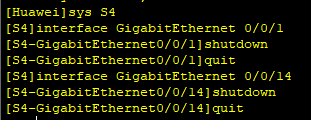 [Huawei]sys S4
[S4]interface GigabitEthernet 0/0/1
[S4-GigabitEthernet0/0/1]shutdown
[S4-GigabitEthernet0/0/1]quit
[S4]interface GigabitEthernet 0/0/14
[S4-GigabitEthernet0/0/14]shutdown
[S4-GigabitEthernet0/0/14]quit